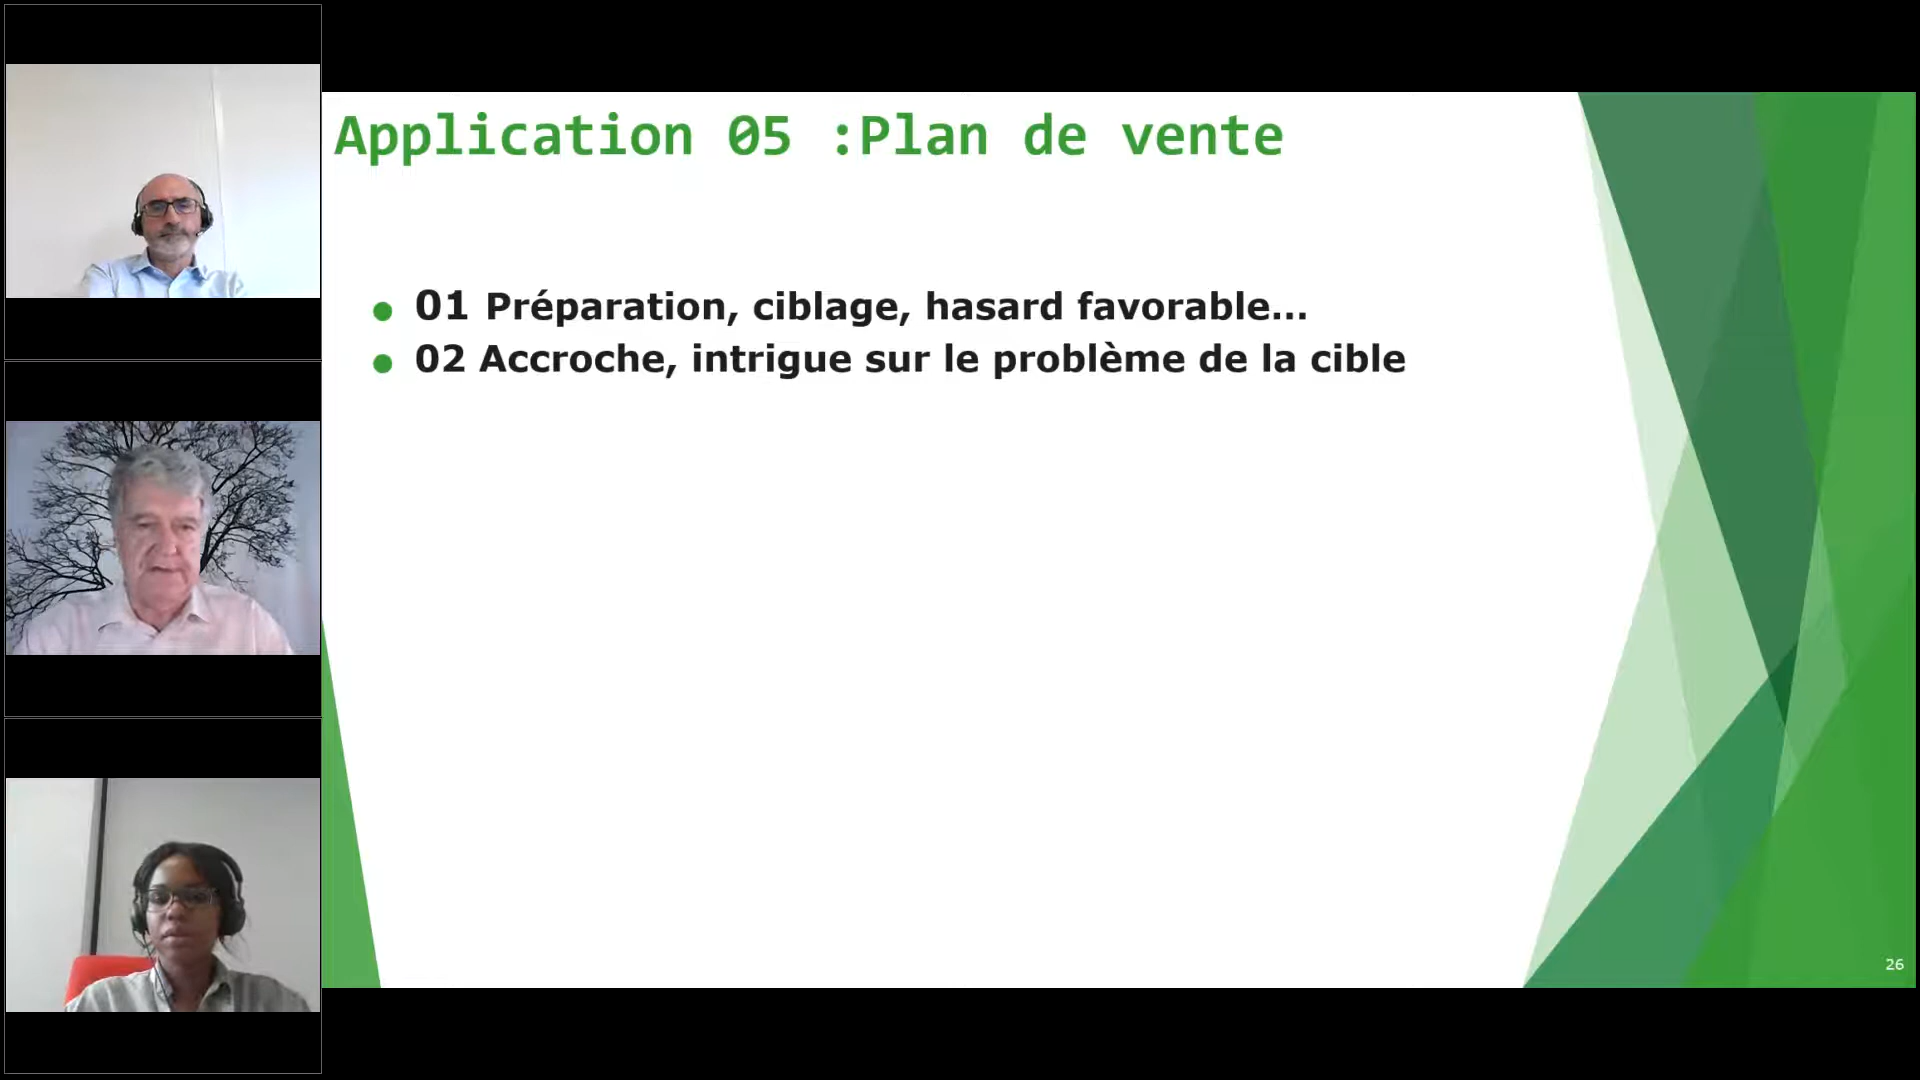 Application 05 :Plan de vente
01 Préparation, ciblage, hasard favorable...
02 Accroche, intrigue sur le problème de la cible
26